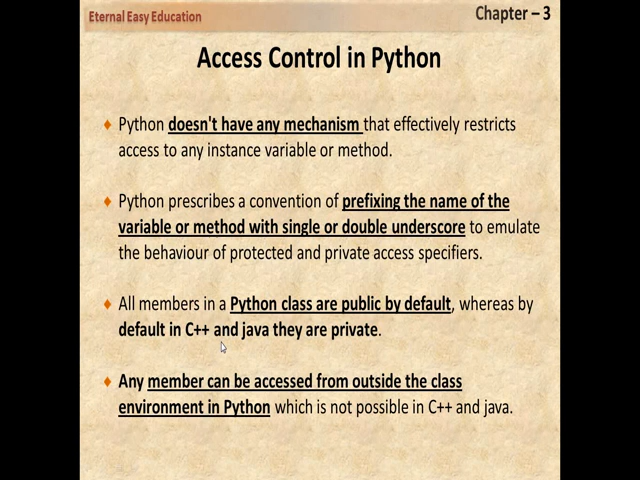 Eternal Easy Education
Chapter – 3
Access Control in Python
♦ Python doesn't have any mechanism that effectively restricts
access to any instance variable or method.
♦ Python prescribes a convention of prefixing the name of the
variable or method with single or double underscore to emulate
the behaviour of protected and private access specifiers.
♦ All members in a Python class are public by default, whereas by
default in C++ and java they are private.
♦ Any member can be accessed from outside the class
environment in Python which is not possible in C++ and java.